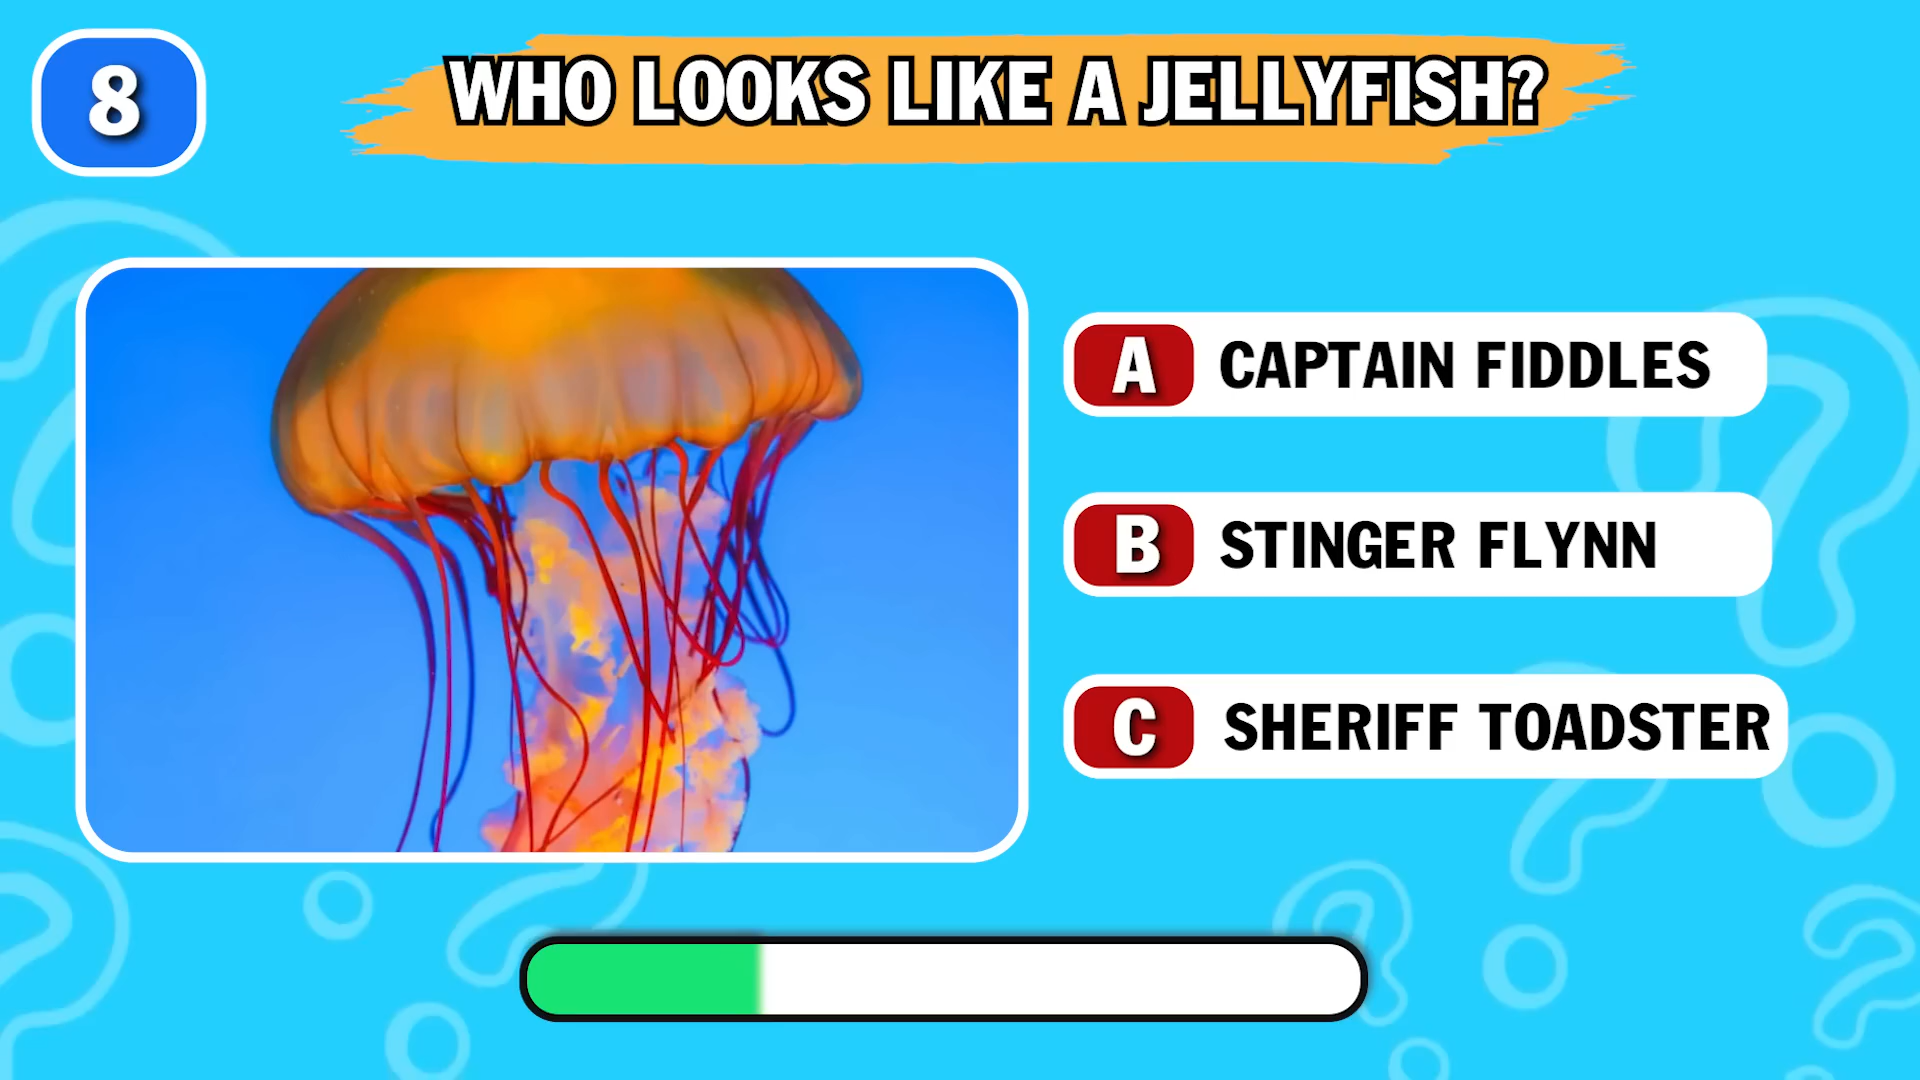 8
WHO LOOKS LIKE A JELLYFISH?
A CAPTAIN FIDDLES
B STINGER FLYNN
C SHERIFF TOADSTER